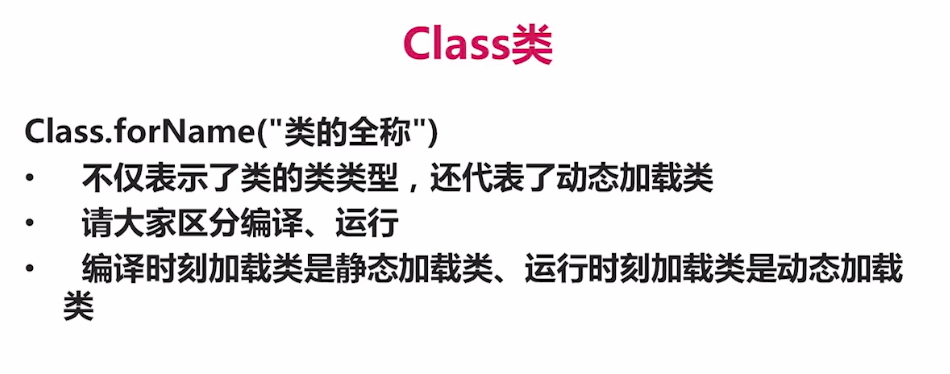 Class类
Class.forName("类的全称")
• 不仅表示了类的类类型，还代表了动态加载类
• 请大家区分编译、运行
• 编译时刻加载类是静态加载类、运行时刻加载类是动态加载
类